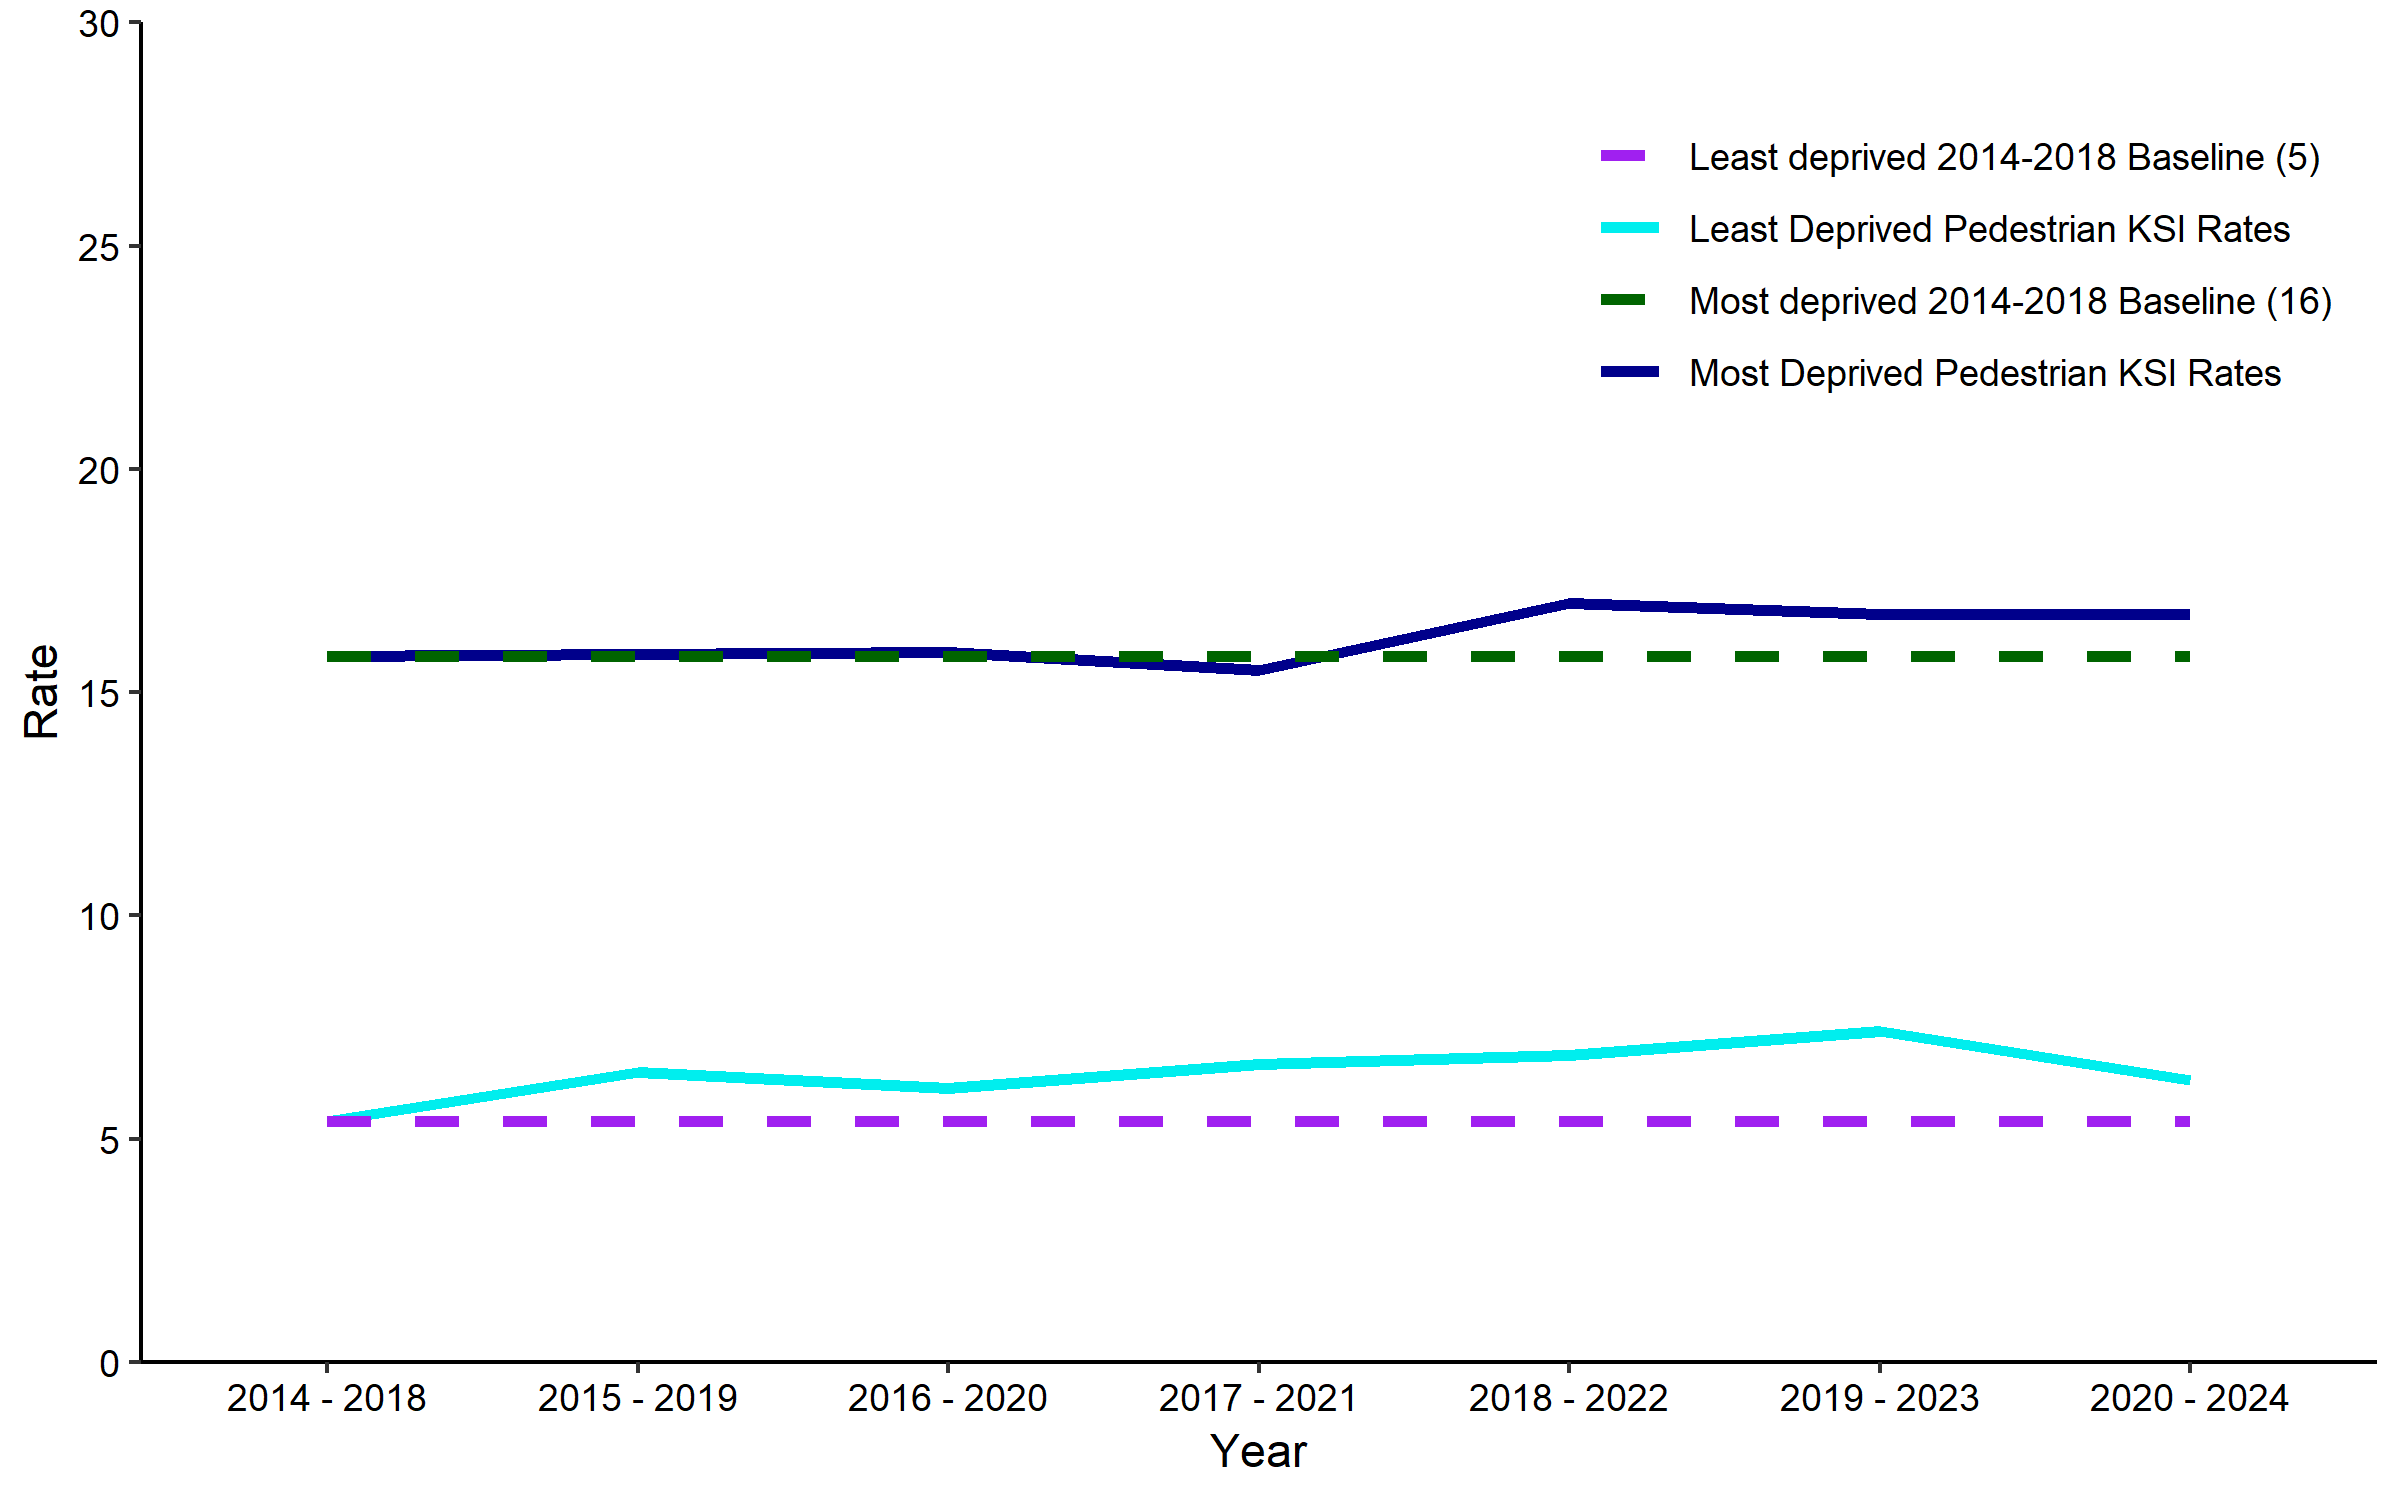 30
25
20
15
10
5
0
Rate
Least deprived 2014-2018 Baseline (5)
Least Deprived Pedestrian KSI Rates
Most deprived 2014-2018 Baseline (16)
Most Deprived Pedestrian KSI Rates
2014 - 2018 2015 - 2019 2016 - 2020 2017 - 2021 2018 - 2022 2019 - 2023 2020 - 2024
Year